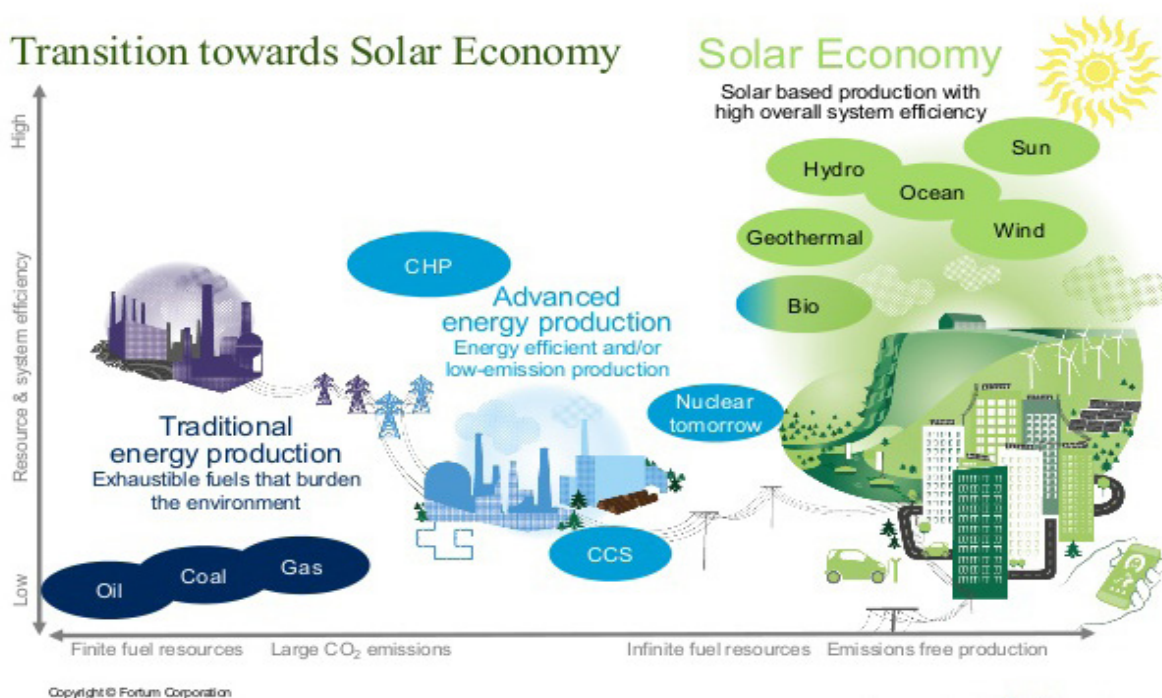 Transition towards Solar Economy
Solar Economy
Solar based production with
high overall system efficiency
High
Resource & system efficiency
Low
Sun
Hydro
Ocean
Wind
Geothermal
Bio
CHP
Advanced
energy production
Energy efficient and/or
low-emission production
Nuclear
tomorrow
Traditional
energy production
Exhaustible fuels that burden
the environment
CCS
Oil
Coal
Gas
Finite fuel resources
Large CO₂ emissions
Infinite fuel resources
Emissions free production
Copyright © Fortum Corporation